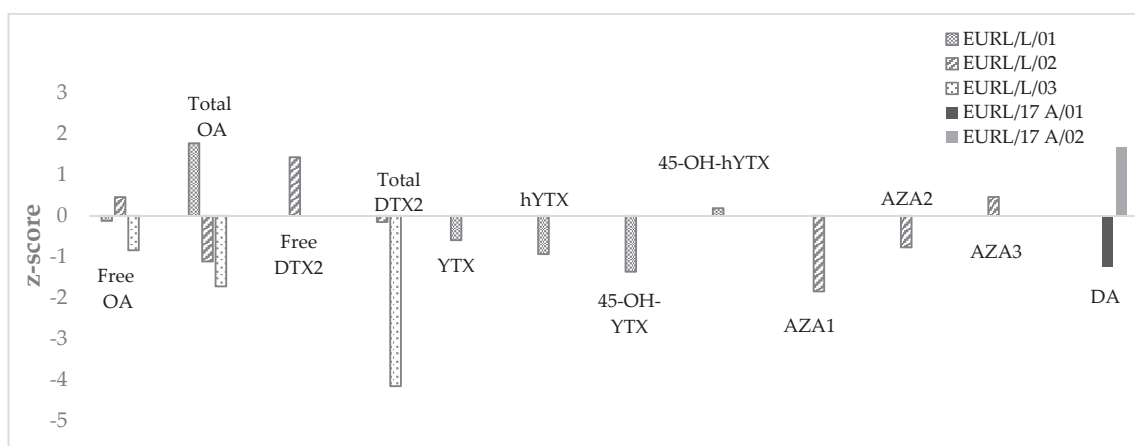 EURL/L/01
EURL/L/02
EURL/L/03
EURL/17 A/01
EURL/17 A/02
z-score
3
2
1
0
-1
-2
-3
-4
-5
Free
OA
Total
OA
Free
DTX2
Total
DTX2
YTX
hYTX
45-OH-
YTX
45-OH-hYTX
AZA1
AZA2
AZA3
DA